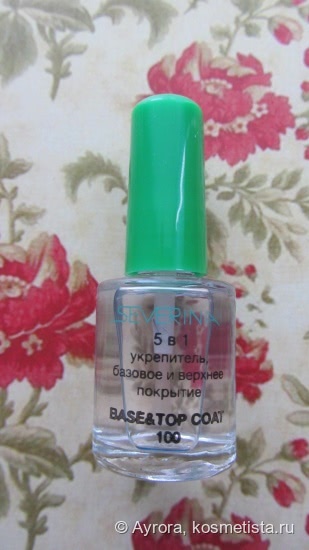 SEVERINA
5 в 1
укрепитель,
базовое и верхнее
покрытие
BASE&TOP COAT
100
© Ayrora, kosmetista.ru